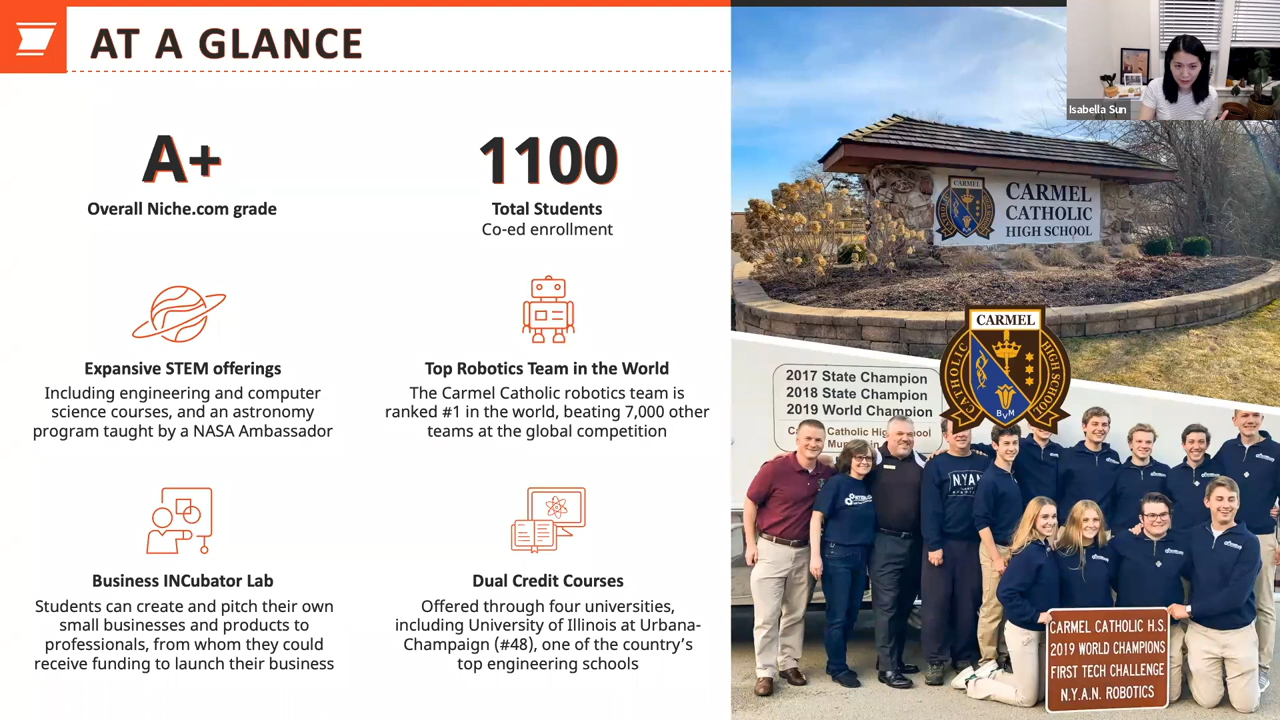 AT A GLANCE
A+
Overall Niche.com grade
1100
Total Students
Co-ed enrollment
Expansive STEM offerings
Including engineering and computer
science courses, and an astronomy
program taught by a NASA Ambassador
Top Robotics Team in the World
The Carmel Catholic robotics team is
ranked #1 in the world, beating 7,000 other
teams at the global competition
Business INCubator Lab
Students can create and pitch their own
small businesses and products to
professionals, from whom they could
receive funding to launch their business
Dual Credit Courses
Offered through four universities,
including University of Illinois at Urbana-
Champaign (#48), one of the country's
top engineering schools
Isabella Sun
CARMEL
CARMEL
CATHOLIC
HIGH SCHOOL
CARMEL
CATHOLIC
HIGH SCHOOL
BVM
2017 State Champion
2018 State Champion
2019 World Champion
Catholic High School
NYAN
CARMEL CATHOLIC H.S.
2019 WORLD CHAMPIONS
FIRST TECH CHALLENGE
N.Y.A.N. ROBOTICS